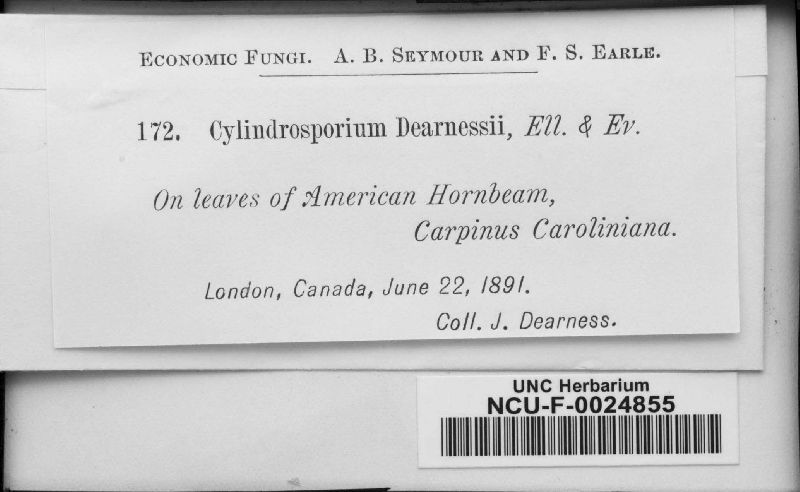 Economic Fungi. A. B. Seymour and F. S. Earle.
172. Cylindrosporium Dearnessii, Ell. & Ev.
On leaves of American Hornbeam,
Carpinus Caroliniana.
London, Canada, June 22, 1891.
Coll. J. Dearness.
UNC Herbarium
NCU-F-0024855